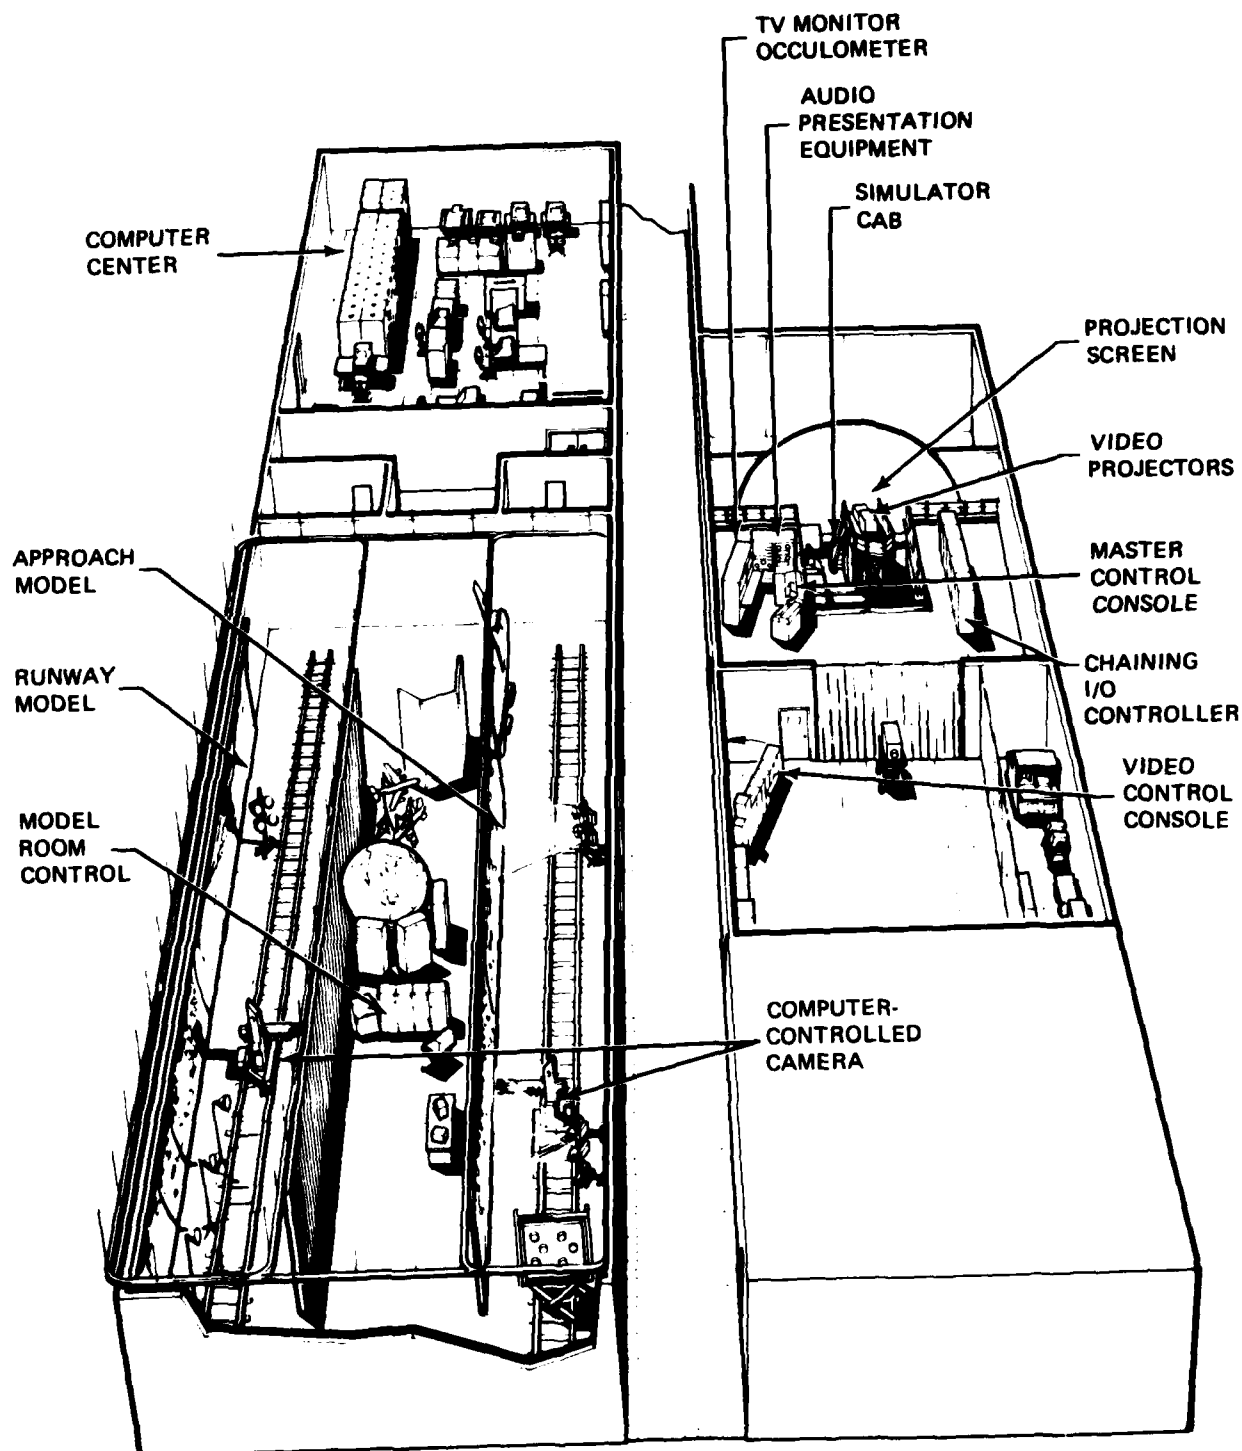 TV MONITOR
OCCULOMETER
AUDIO
PRESENTATION
EQUIPMENT
SIMULATOR
CAB
COMPUTER
CENTER
PROJECTION
SCREEN
VIDEO
PROJECTORS
APPROACH
MODEL
MASTER
CONTROL
CONSOLE
RUNWAY
MODEL
CHAINING
I/O
CONTROLLER
MODEL
ROOM
CONTROL
VIDEO
CONTROL
CONSOLE
COMPUTER-
CONTROLLED
CAMERA